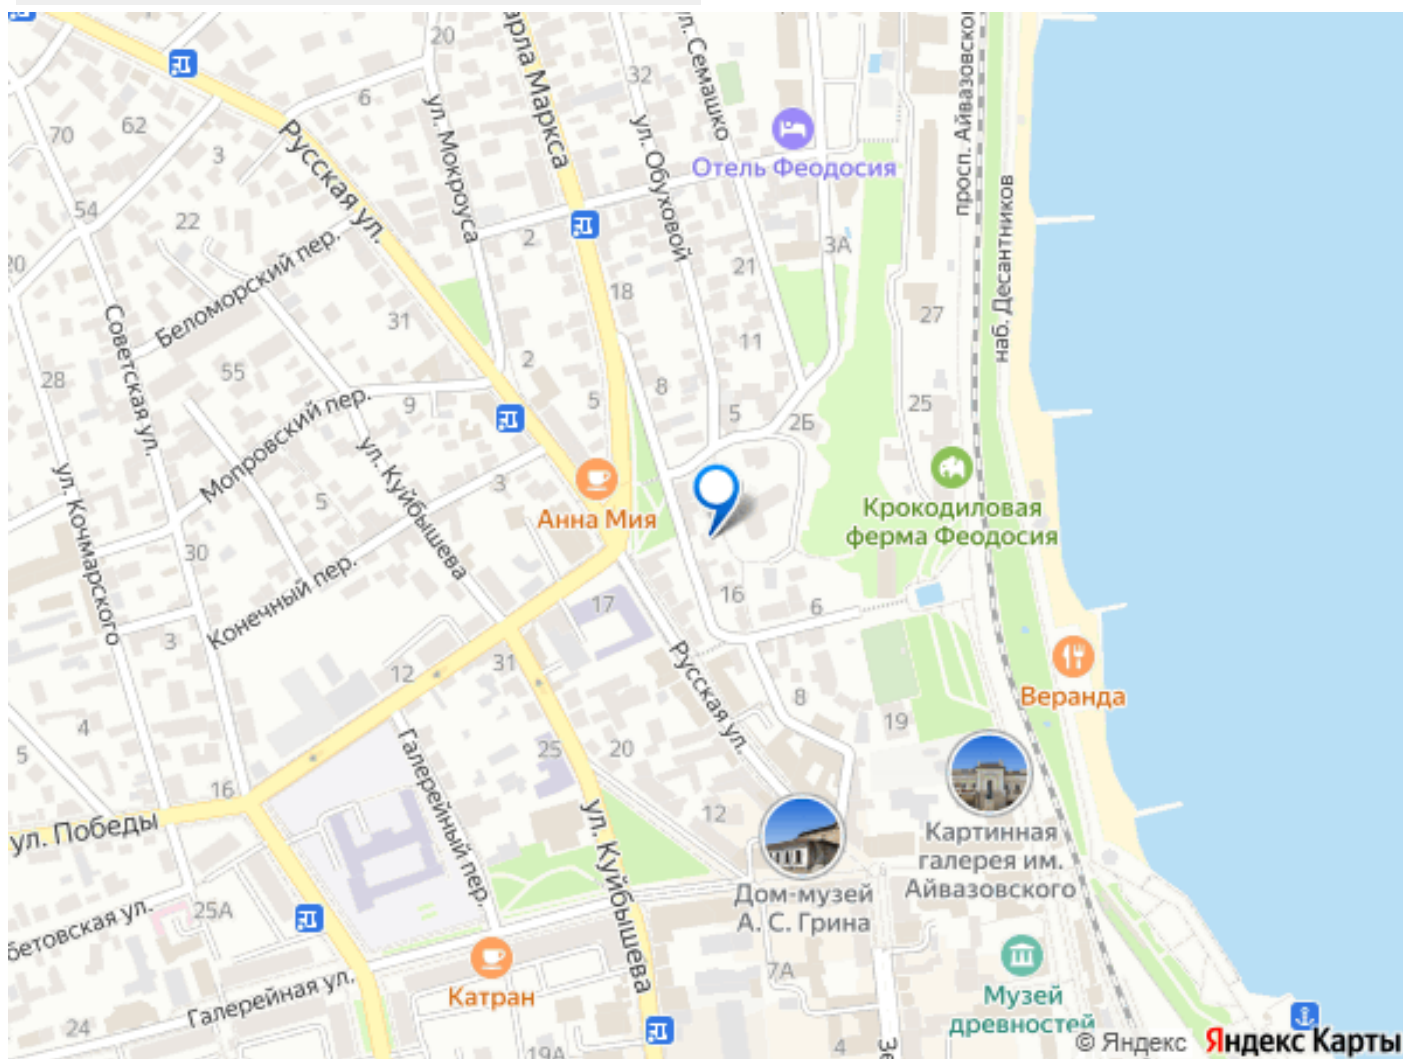 20
арла Маркса
ул. Семашко
просп. Айвазовского
32
6
ул. Мокроуса
70
62
3
Русская ул.
ул. Обуховой
Отель Феодосия
наб. Десантников
54
22
2
3А
20
Беломорский пер.
21
18
31
27
Советская ул.
11
2
55
28
8
5
25
9
5
2Б
Мопровский пер.
ул. Куйбышева
3
ул. Кочмарского
5
Анна Мия
Крокодиловая
ферма Феодосия
30
Конечный пер.
16
6
17
3
12
31
Русская ул.
Веранда
8
4
19
5
Галерейный пер.
25
20
16
ул. Победы
12
ул. Куйбышева
Картинная
галерея им.
Айвазовского
Дом-музей
А. С. Грина
бетовская ул.
25А
7А
Катран
Галерейная ул.
Музей
древностей
24
19А
4
Зе
© Яндекс Яндекс Карты